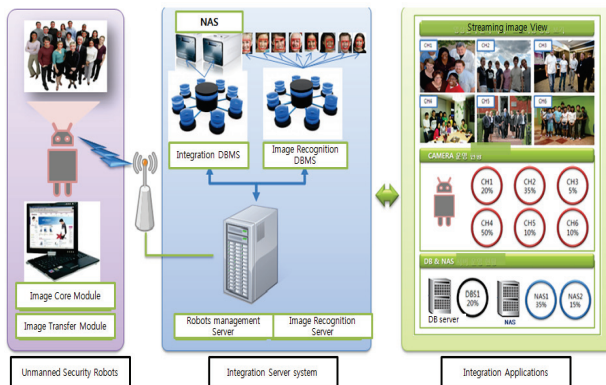 NAS
Integration DBMS
Image Recognition
DBMS
Image Core Module
Image Transfer Module
Robots management
Server
Image Recognition
Server
Unmanned Security Robots
Integration Server system
Streaming image View
CH1
CH2
CH3
CH4
CH5
CH6
CAMERA
CH1
20%
CH2
35%
CH3
5%
CH4
50%
CH5
10%
CH6
10%
DB & NAS
DB server
DBS1
20%
NAS
NAS1
35%
NAS2
15%
Integration Applications